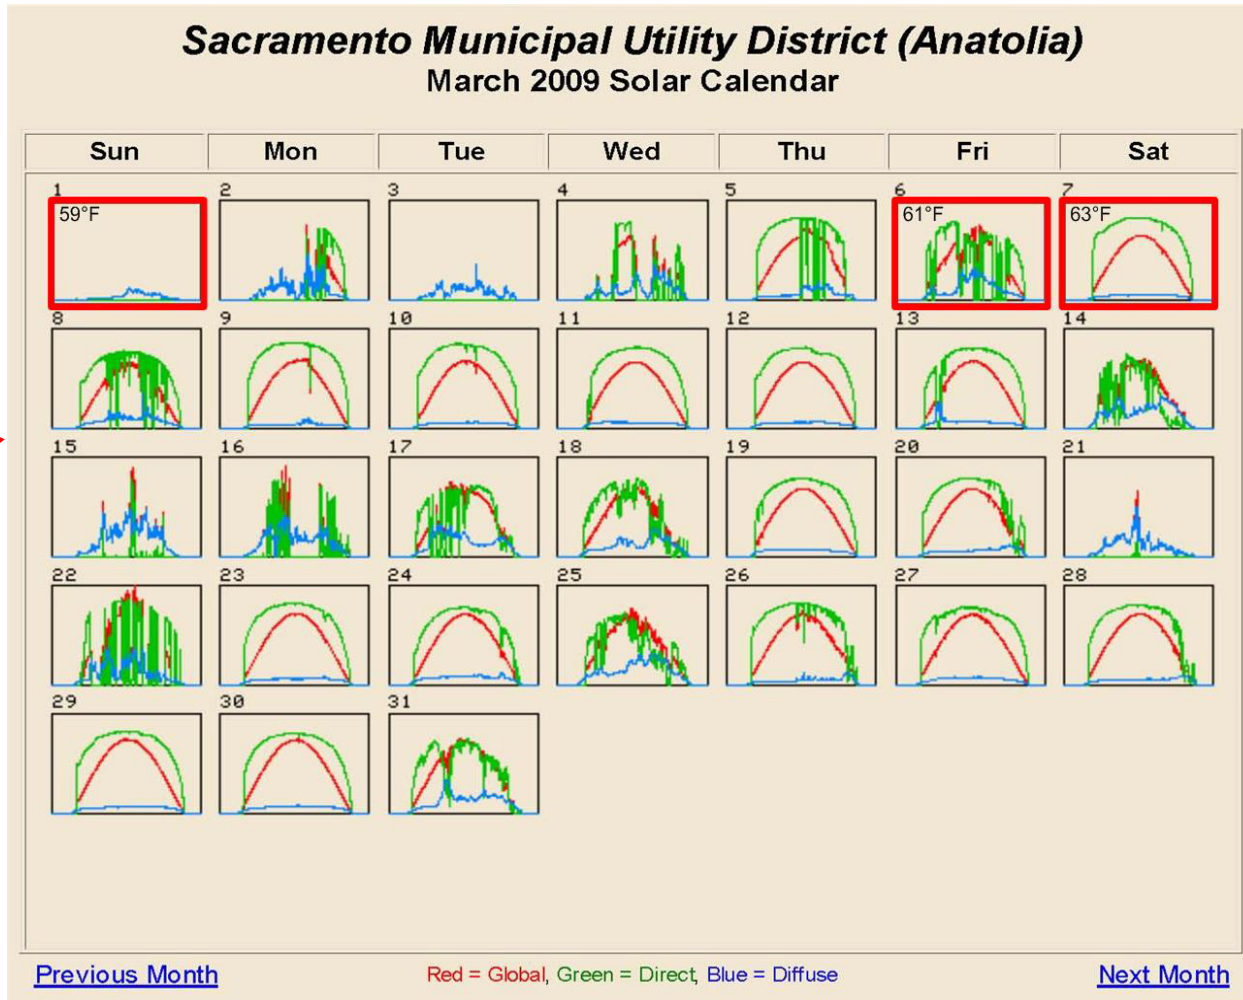 Sacramento Municipal Utility District (Anatolia)
March 2009 Solar Calendar
Sun Mon Tue Wed Thu Fri Sat
1 2 3 4 5 6 7
59°F 61°F 63°F
8 9 10 11 12 13 14
15 16 17 18 19 20 21
22 23 24 25 26 27 28
29 30 31
Previous Month Red = Global, Green = Direct, Blue = Diffuse Next Month